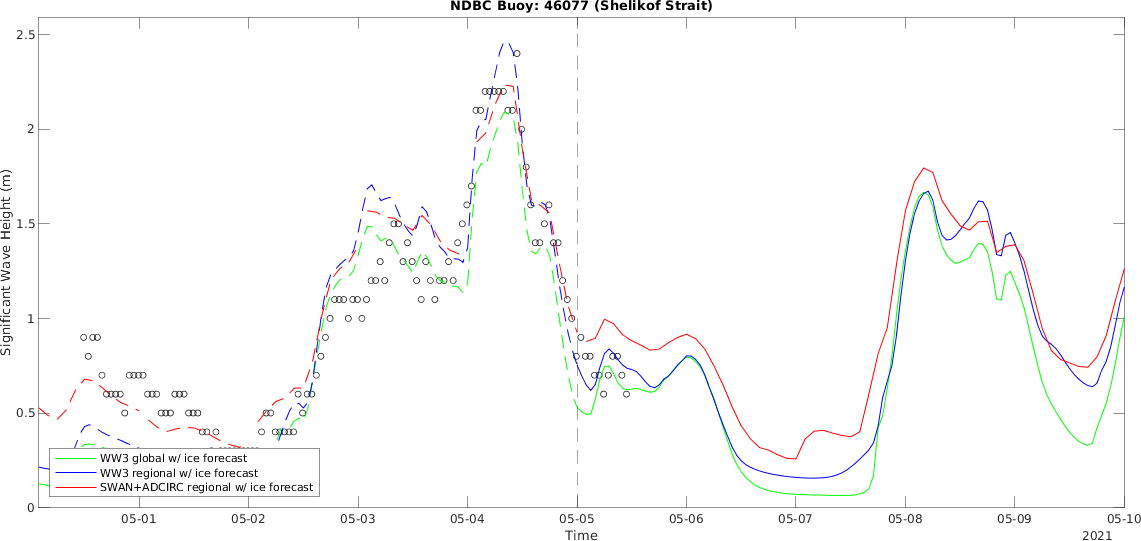 NDBC Buoy: 46077 (Shelikof Strait)
2.5
2
1.5
1
0.5
0
Significant Wave Height (m)
WW3 global w/ ice forecast
WW3 regional w/ ice forecast
SWAN+ADCIRC regional w/ ice forecast
05-01 05-02 05-03 05-04 05-05 05-06 05-07 05-08 05-09 05-10
Time
2021